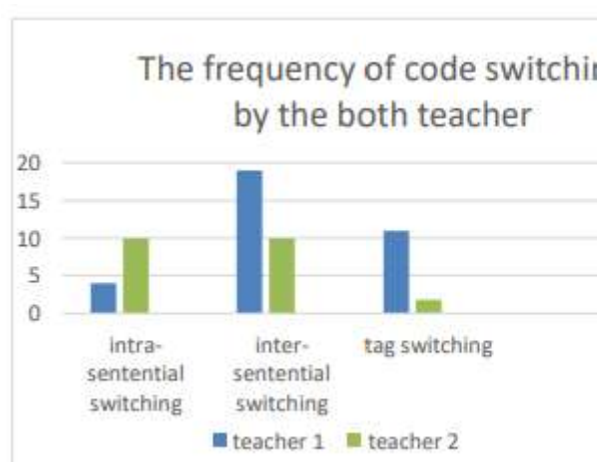 The frequency of code switchin
by the both teacher
20
15
10
5
0
intra-
sentential
switching
inter-
sentential
switching
tag switching
teacher 1 teacher 2